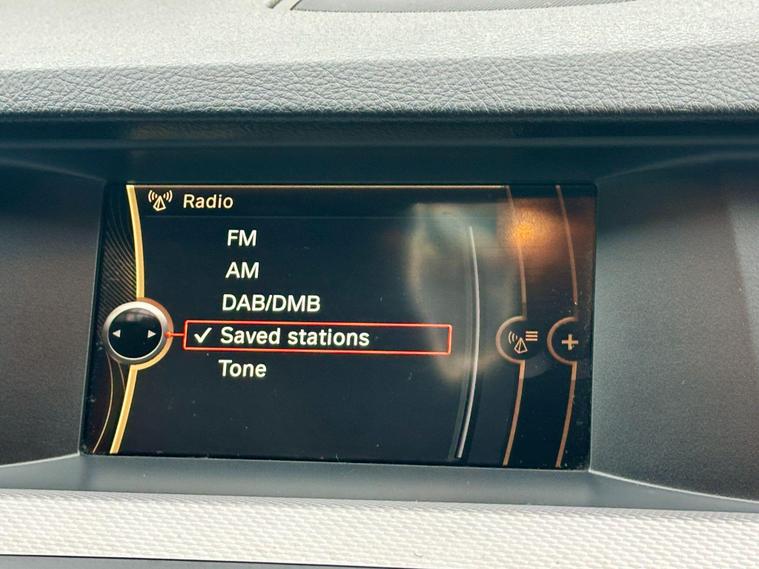 Radio
FM
AM
DAB/DMB
✓ Saved stations
Tone